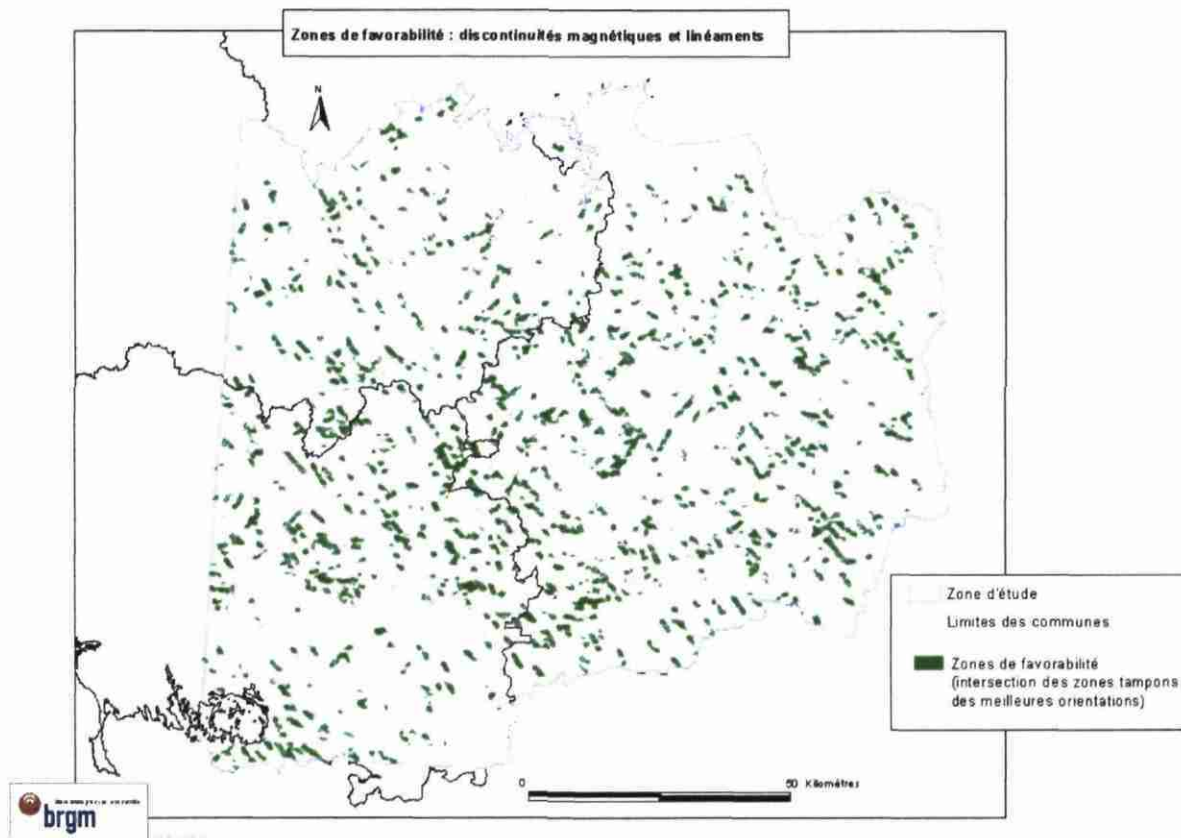 Zones de favorabilité : discontinuités magnétiques et linéaments
N
Zone d'étude
Limites des communes
Zones de favorabilité
(intersection des zones tampons
des meilleures orientations)
0 50 Kilométres
brgm